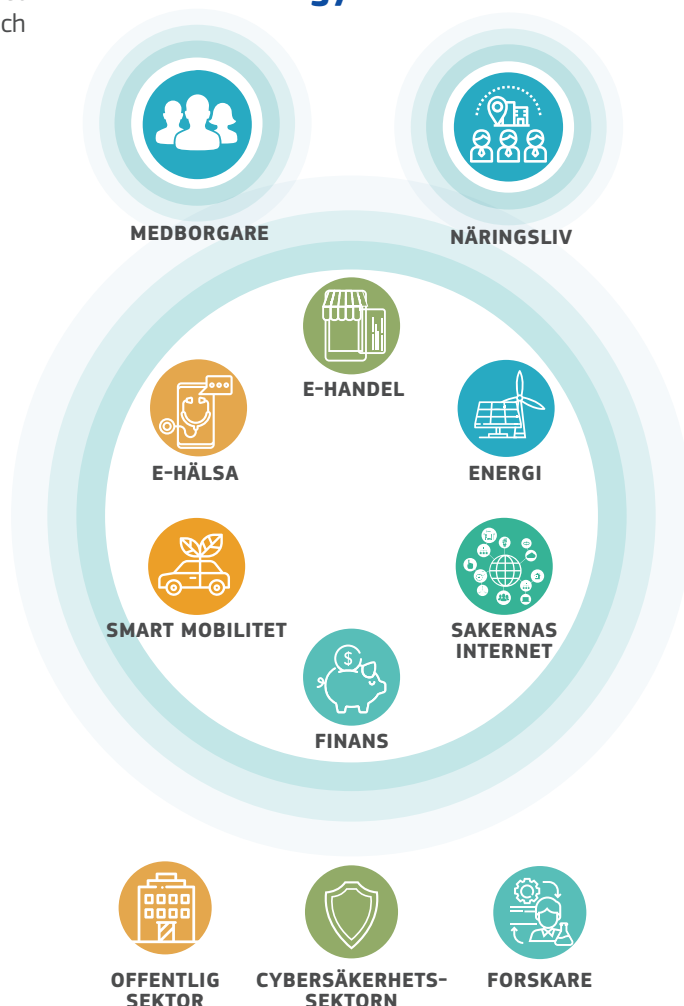 ch
MEDBORGARE
NÄRINGSLIV
E-HANDEL
E-HÄLSA
ENERGI
SMART MOBILITET
SAKERNAS
INTERNET
FINANS
OFFENTLIG
SEKTOR
CYBERSÄKERHETS-
SEKTORN
FORSKARE